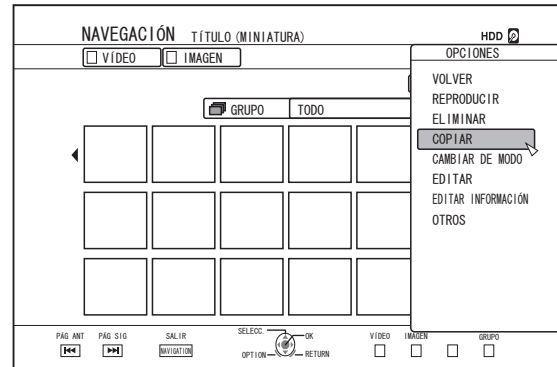 NAVEGACIÓN TÍTULO (MINIATURA) HDD
VÍDEO IMAGEN
GRUPO TODO
OPCIONES
VOLVER
REPRODUCIR
ELIMINAR
COPIAR
CAMBIAR DE MODO
EDITAR
EDITAR INFORMACIÓN
OTROS
PÁG ANT PÁG SIG SALIR SELECC. OK VÍDEO IMAGEN GRUPO
NAVIGATION OPTION RETURN